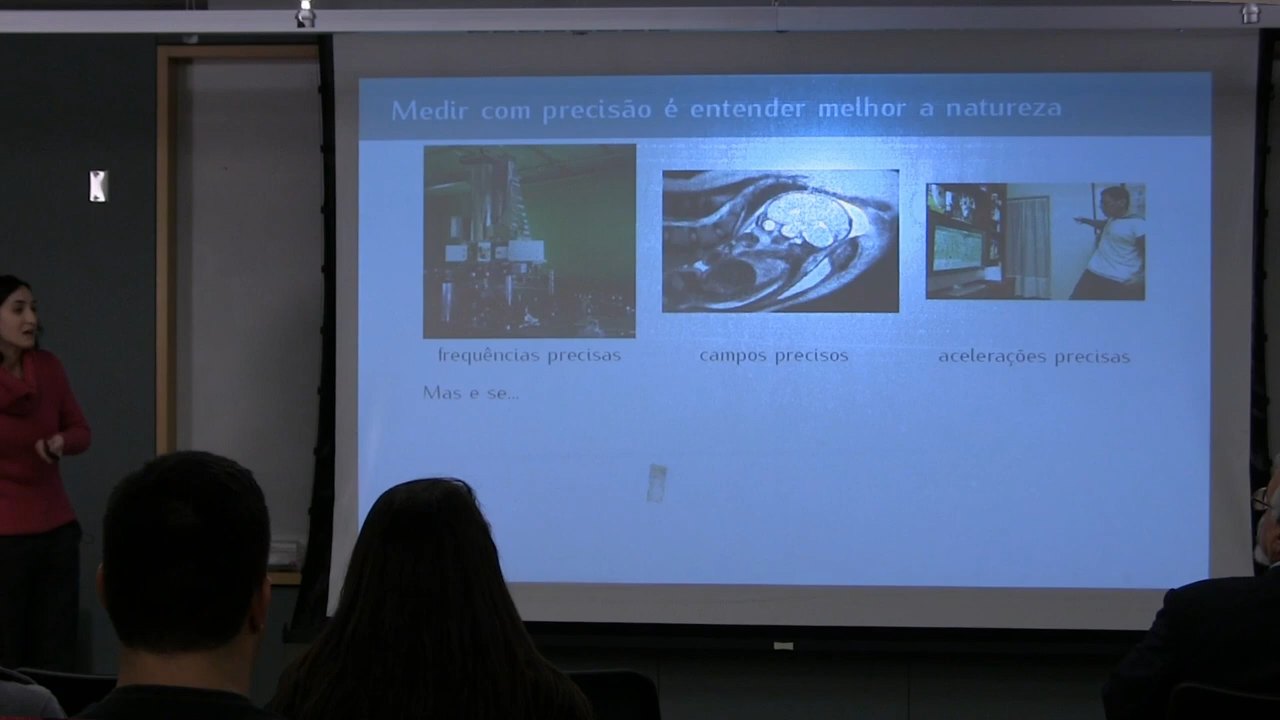 Medir com precisão é entender melhor a natureza
frequências precisas
campos precisos
acelerações precisas
Mas e se...